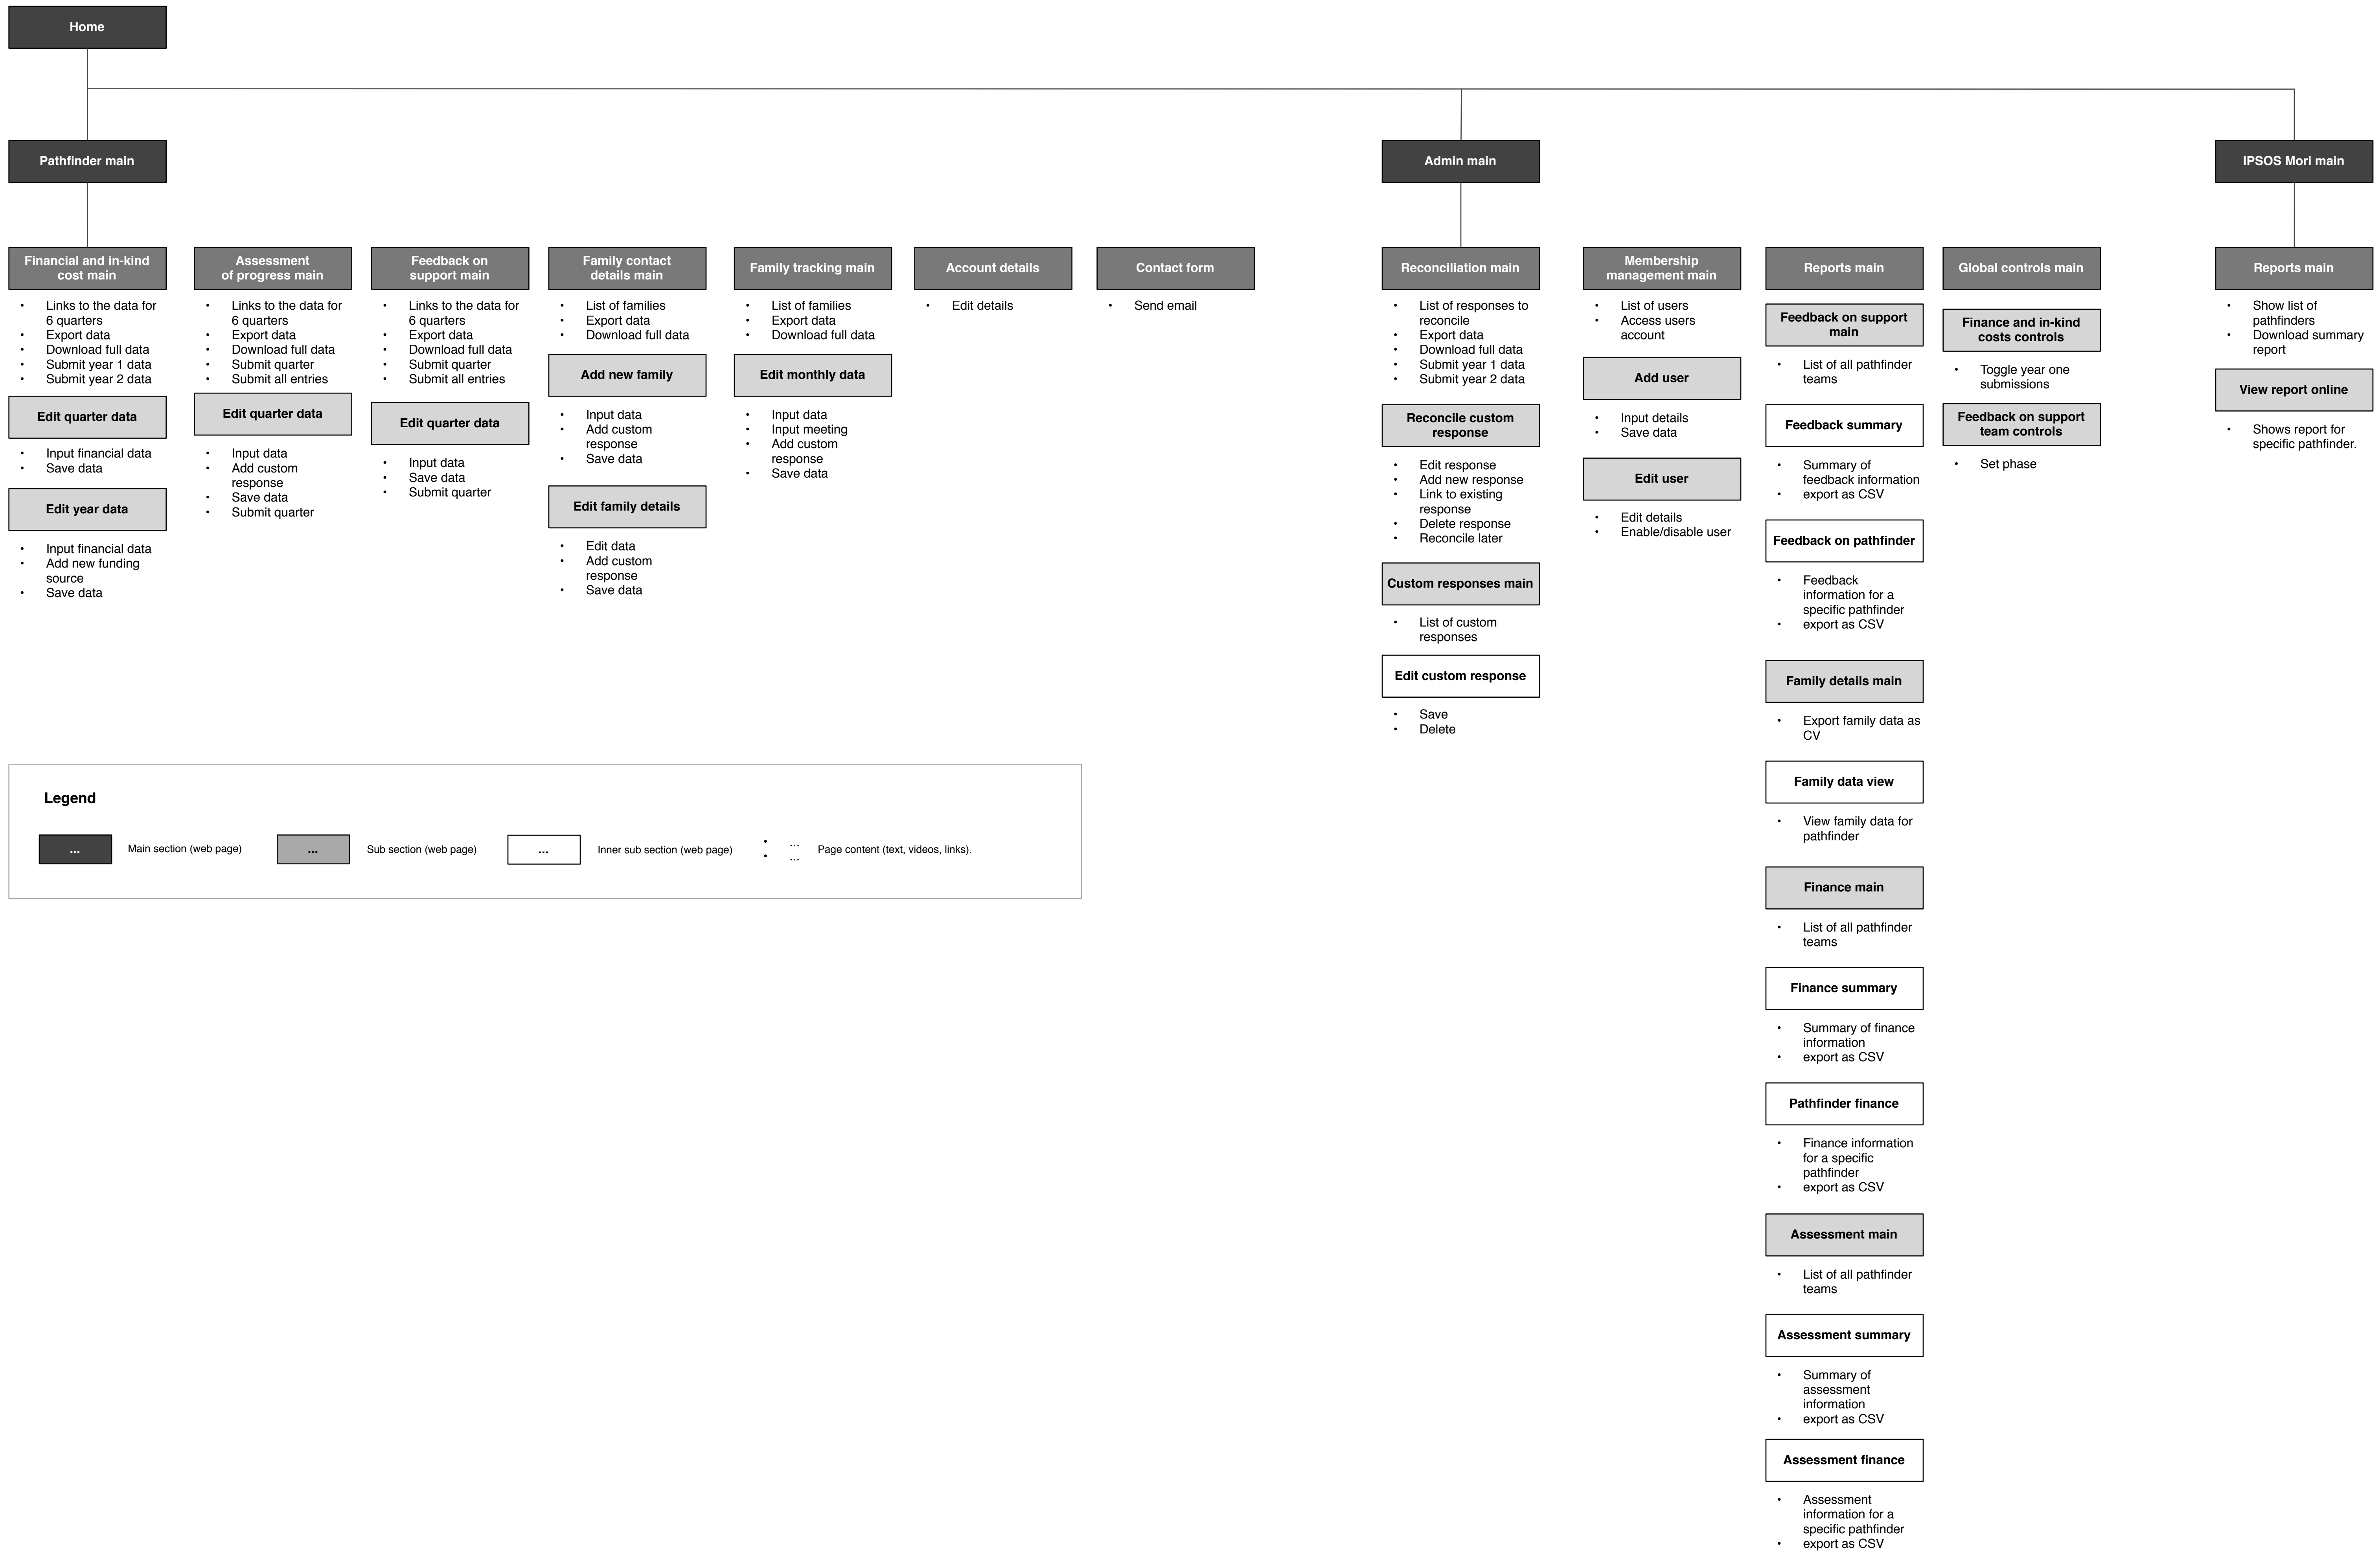 Home
Pathfinder main
Admin main
IPSOS Mori main
Financial and in-kind
cost main
• Links to the data for
6 quarters
• Export data
• Download full data
• Submit year 1 data
• Submit year 2 data
Edit quarter data
• Input financial data
• Save data
Edit year data
• Input financial data
• Add new funding
source
• Save data
Assessment
of progress main
• Links to the data for
6 quarters
• Export data
• Download full data
• Submit quarter
• Submit all entries
Edit quarter data
• Input data
• Add custom
response
• Save data
• Submit quarter
Feedback on
support main
• Links to the data for
6 quarters
• Export data
• Download full data
• Submit quarter
• Submit all entries
Edit quarter data
• Input data
• Save data
• Submit quarter
Family contact
details main
• List of families
• Export data
• Download full data
Add new family
• Input data
• Add custom
response
• Save data
Edit family details
• Edit data
• Add custom
response
• Save data
Family tracking main
• List of families
• Export data
• Download full data
Edit monthly data
• Input data
• Input meeting
• Add custom
response
• Save data
Account details
• Edit details
Contact form
• Send email
Reconciliation main
• List of responses to
reconcile
• Export data
• Download full data
• Submit year 1 data
• Submit year 2 data
Reconcile custom
response
• Edit response
• Add new response
• Link to existing
response
• Delete response
• Reconcile later
Custom responses main
• List of custom
responses
Edit custom response
• Save
• Delete
Membership
management main
• List of users
• Access users
account
Add user
• Input details
• Save data
Edit user
• Edit details
• Enable/disable user
Reports main
Feedback on support
main
• List of all pathfinder
teams
Feedback summary
• Summary of
feedback information
• export as CSV
Feedback on pathfinder
• Feedback
information for a
specific pathfinder
• export as CSV
Family details main
• Export family data as
CV
Family data view
• View family data for
pathfinder
Finance main
• List of all pathfinder
teams
Finance summary
• Summary of finance
information
• export as CSV
Pathfinder finance
• Finance information
for a specific
pathfinder
• export as CSV
Assessment main
• List of all pathfinder
teams
Assessment summary
• Summary of
assessment
information
• export as CSV
Assessment finance
• Assessment
information for a
specific pathfinder
• export as CSV
Global controls main
Finance and in-kind
costs controls
• Toggle year one
submissions
Feedback on support
team controls
• Set phase
Reports main
• Show list of
pathfinders
• Download summary
report
View report online
• Shows report for
specific pathfinder.
Legend
... Main section (web page)
... Sub section (web page)
... Inner sub section (web page)
• ...
• ...
Page content (text, videos, links).